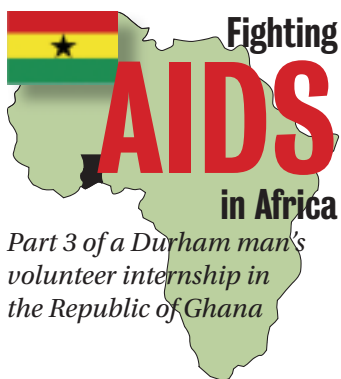 Fighting
AIDS
in Africa
Part 3 of a Durham man's
volunteer internship in
the Republic of Ghana